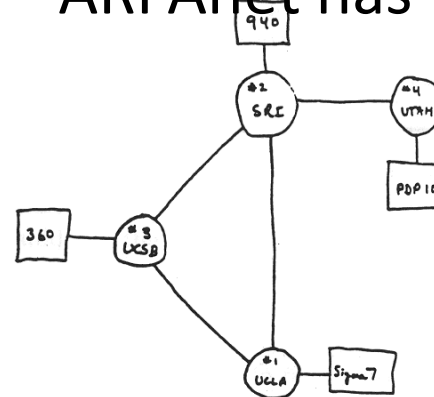 ARPAnet has
940
#2
SRI
#4
UTAH
PDP 10
360
#3
UCSB
#1
UCLA
Sigma 7